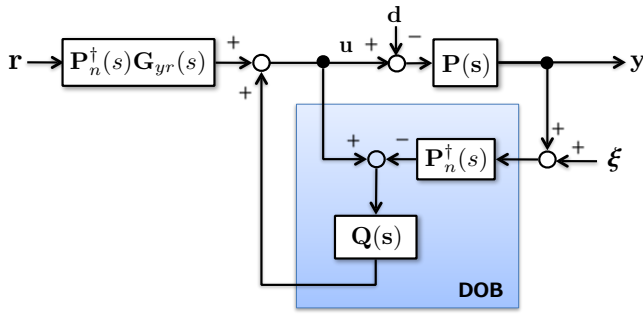 d
r
P†n(s)Gyr(s)
+
+
u
+
−
P(s)
y
+
−
P†n(s)
+
+
ξ
Q(s)
DOB